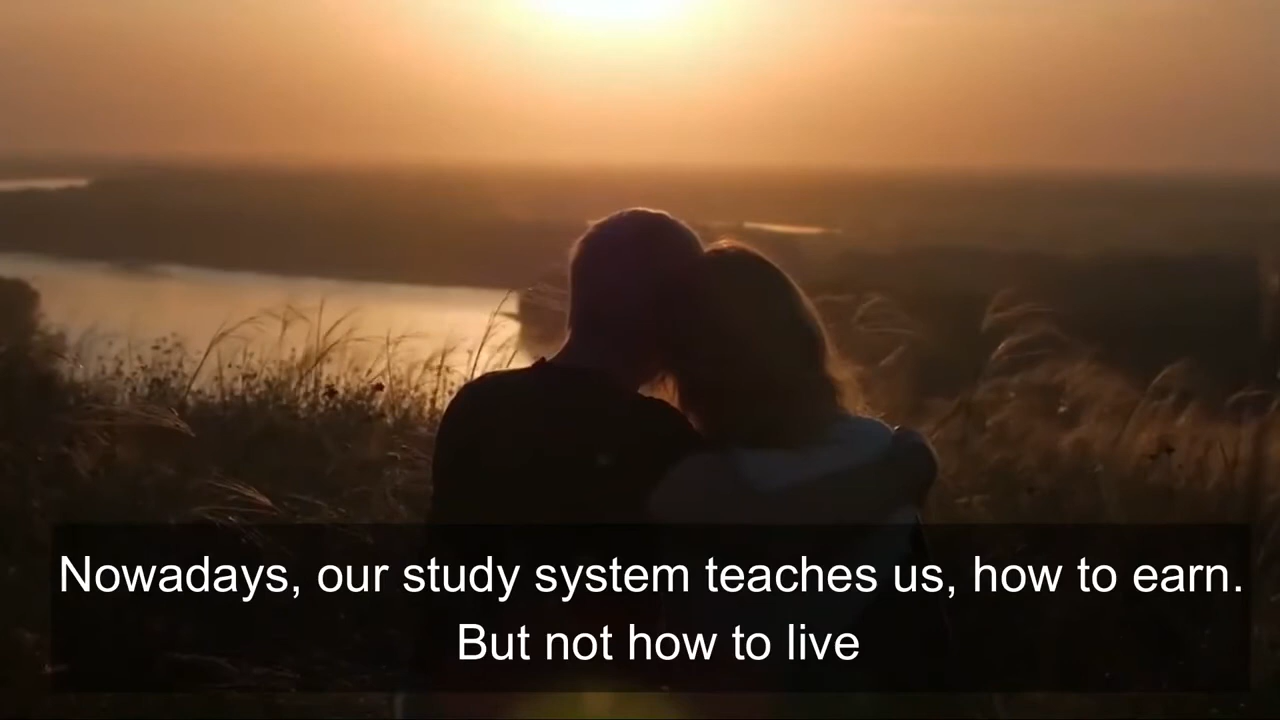 Nowadays, our study system teaches us, how to earn.
But not how to live